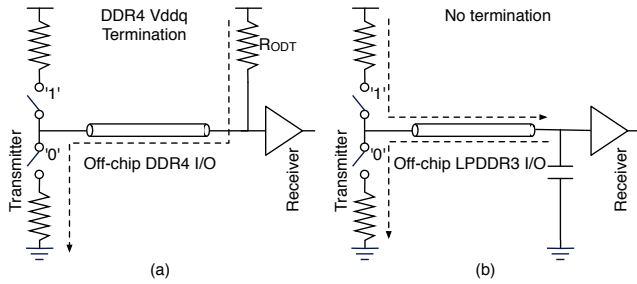 DDR4 Vddq
Termination
RODT
'1'
'0'
Transmitter
Off-chip DDR4 I/O
Receiver
(a)
No termination
'1'
'0'
Transmitter
Off-chip LPDDR3 I/O
Receiver
(b)